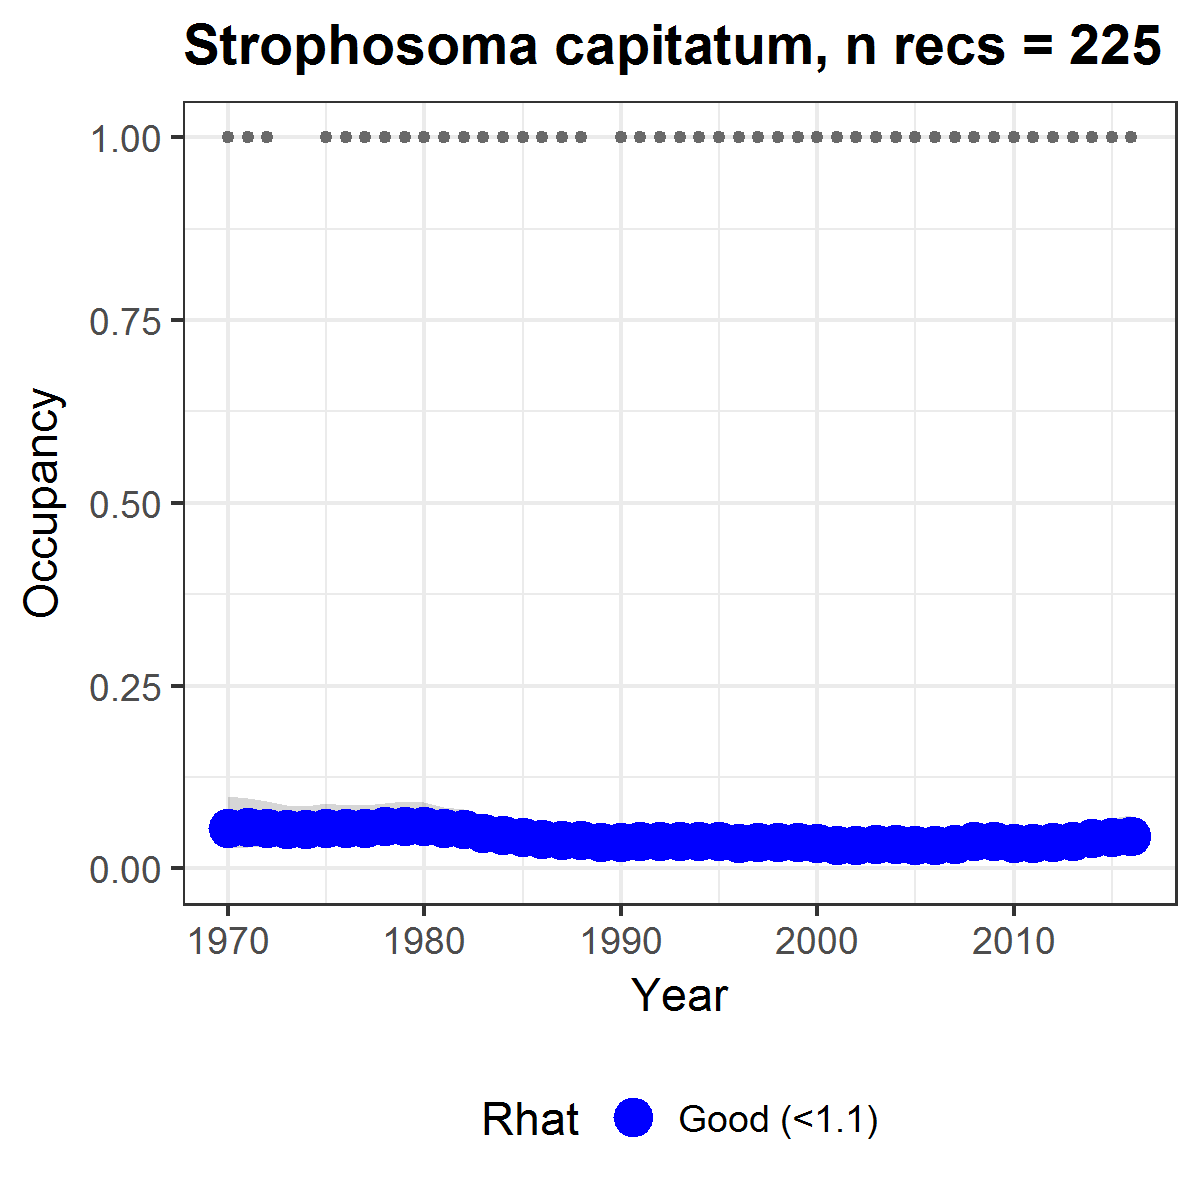 Strophosoma capitatum, n recs = 225
1.00
0.75
0.50
0.25
0.00
Occupancy
1970 1980 1990 2000 2010
Year
Rhat Good (<1.1)